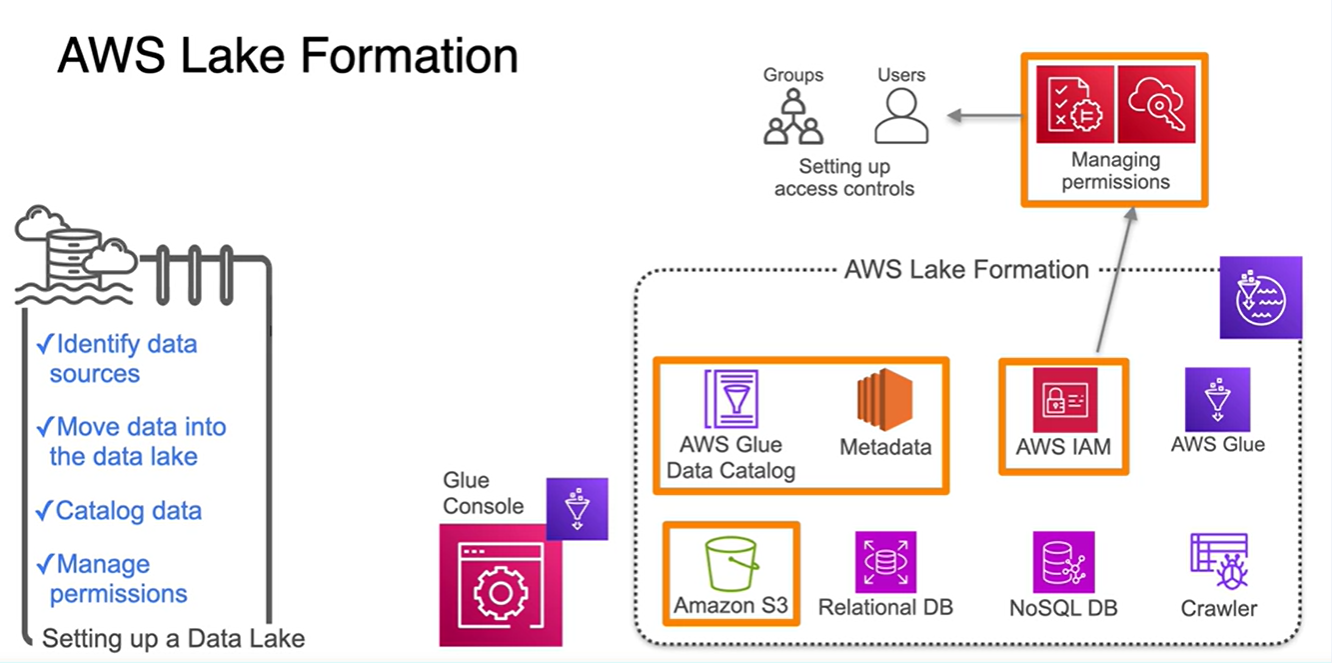 AWS Lake Formation
Groups
Users
Setting up
access controls
Managing
permissions
✓Identify data
sources
✓Move data into
the data lake
✓Catalog data
✓Manage
permissions
Setting up a Data Lake
Glue
Console
AWS Lake Formation
AWS Glue
Data Catalog
Metadata
AWS IAM
AWS Glue
Amazon S3
Relational DB
NoSQL DB
Crawler